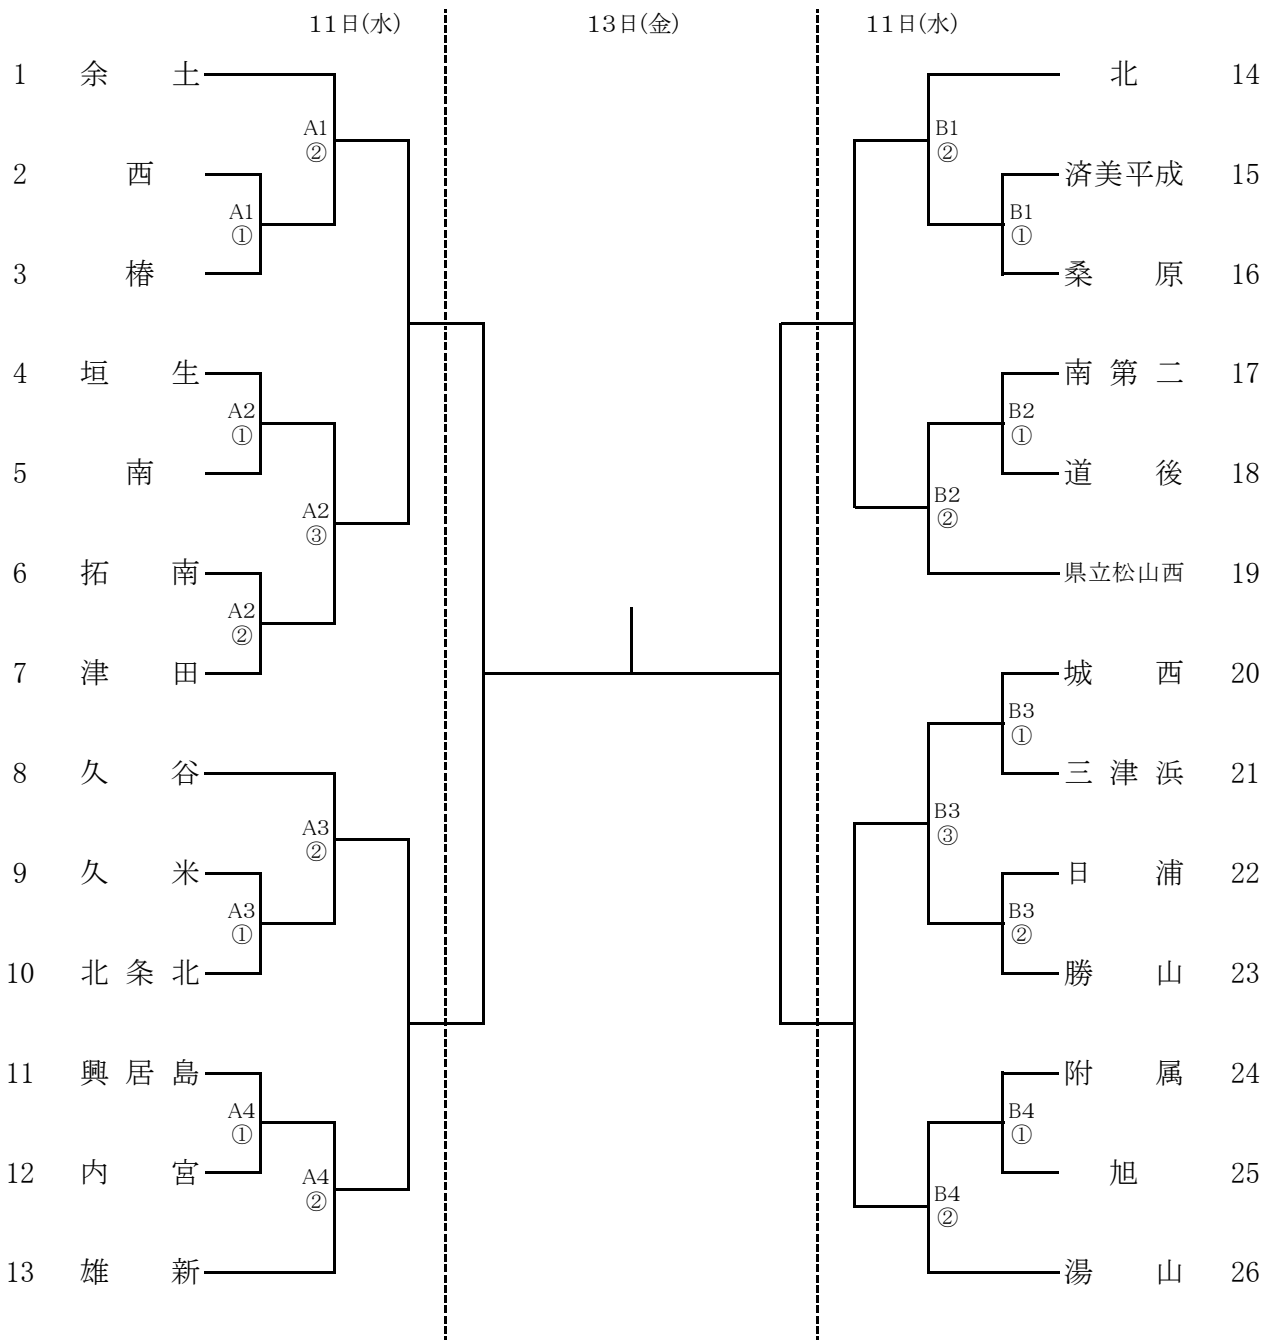 11日(水) 13日(金) 11日(水)
1 余土
A1
②
2 西
A1
①
3 椿
4 垣生
A2
①
5 南
A2
③
6 拓南
A2
②
7 津田
8 久谷
A3
②
9 久米
A3
①
10 北条北
11 興居島
A4
①
12 内宮
A4
②
13 雄新
北 14
B1
②
済美平成 15
B1
①
桑原 16
南第二 17
B2
①
道後 18
B2
②
県立松山西 19
城西 20
B3
①
三津浜 21
B3
③
日浦 22
B3
②
勝山 23
附属 24
B4
①
旭 25
B4
②
湯山 26